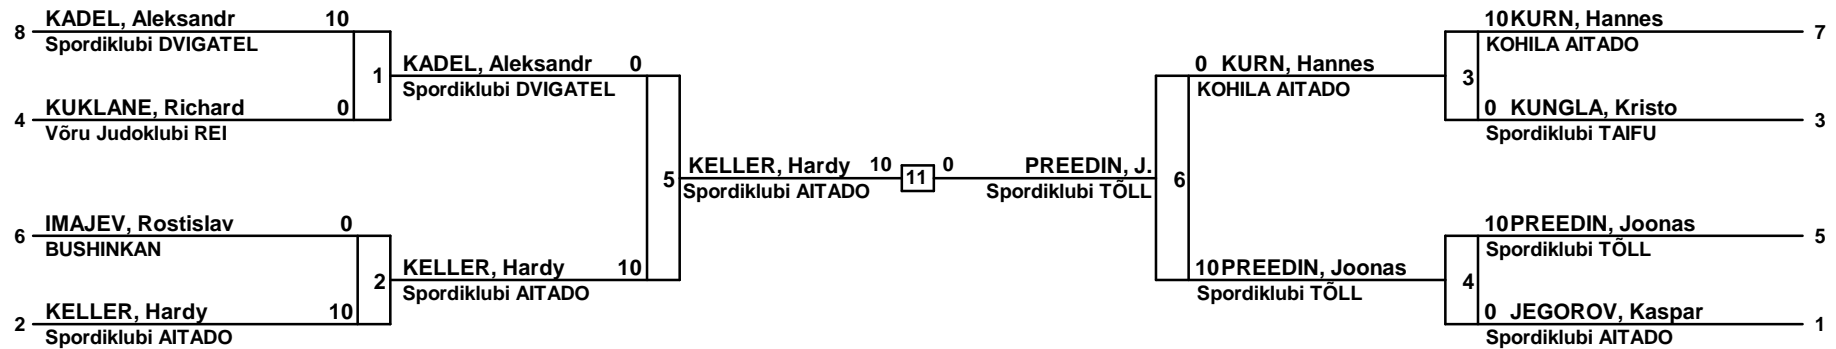 8 KADEL, Aleksandr 10
Spordiklubi DVIGATEL
1
4 KUKLANE, Richard 0
Võru Judoklubi REI
KADEL, Aleksandr 0
Spordiklubi DVIGATEL
6 IMAJEV, Rostislav 0
BUSHINKAN
2
2 KELLER, Hardy 10
Spordiklubi AITADO
KELLER, Hardy 10
Spordiklubi AITADO
5
KELLER, Hardy 10
Spordiklubi AITADO
11
0 PREEDIN, J.
Spordiklubi TÕLL
6
0 KURN, Hannes
KOHILA AITADO
10 PREEDIN, Joonas
Spordiklubi TÕLL
10 KURN, Hannes 7
KOHILA AITADO
3
0 KUNGLA, Kristo 3
Spordiklubi TAIFU
10 PREEDIN, Joonas 5
Spordiklubi TÕLL
4
0 JEGOROV, Kaspar 1
Spordiklubi AITADO